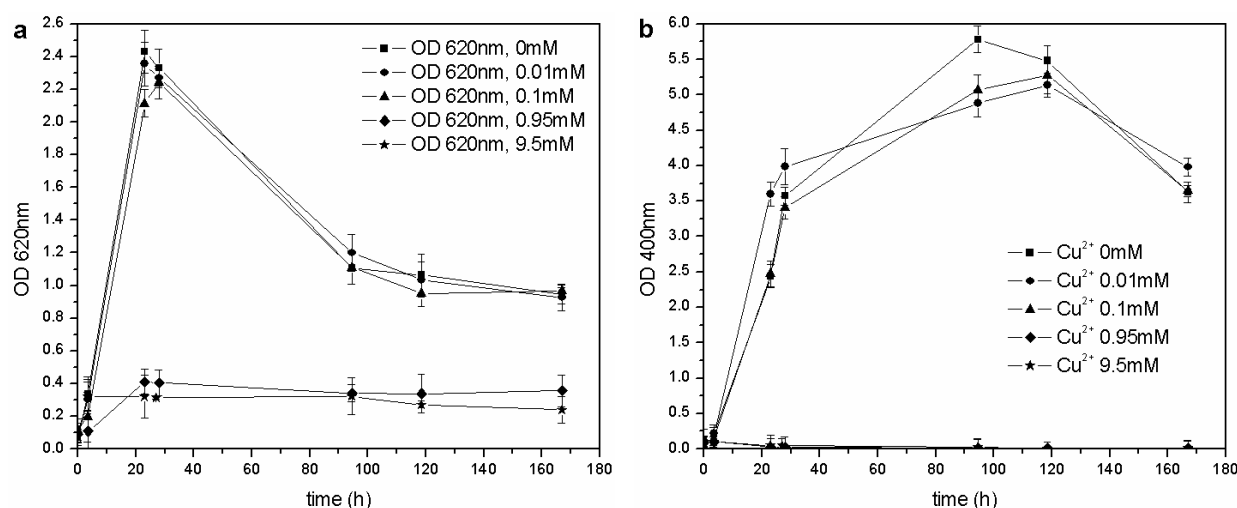 a
OD 620nm
2.6
2.4
2.2
2.0
1.8
1.6
1.4
1.2
1.0
0.8
0.6
0.4
0.2
0.0
OD 620nm, 0mM
OD 620nm, 0.01mM
OD 620nm, 0.1mM
OD 620nm, 0.95mM
OD 620nm, 9.5mM
0 20 40 60 80 100 120 140 160 180
time (h)
b
OD 400nm
6.0
5.5
5.0
4.5
4.0
3.5
3.0
2.5
2.0
1.5
1.0
0.5
0.0
Cu²⁺ 0mM
Cu²⁺ 0.01mM
Cu²⁺ 0.1mM
Cu²⁺ 0.95mM
Cu²⁺ 9.5mM
0 20 40 60 80 100 120 140 160 180
time (h)